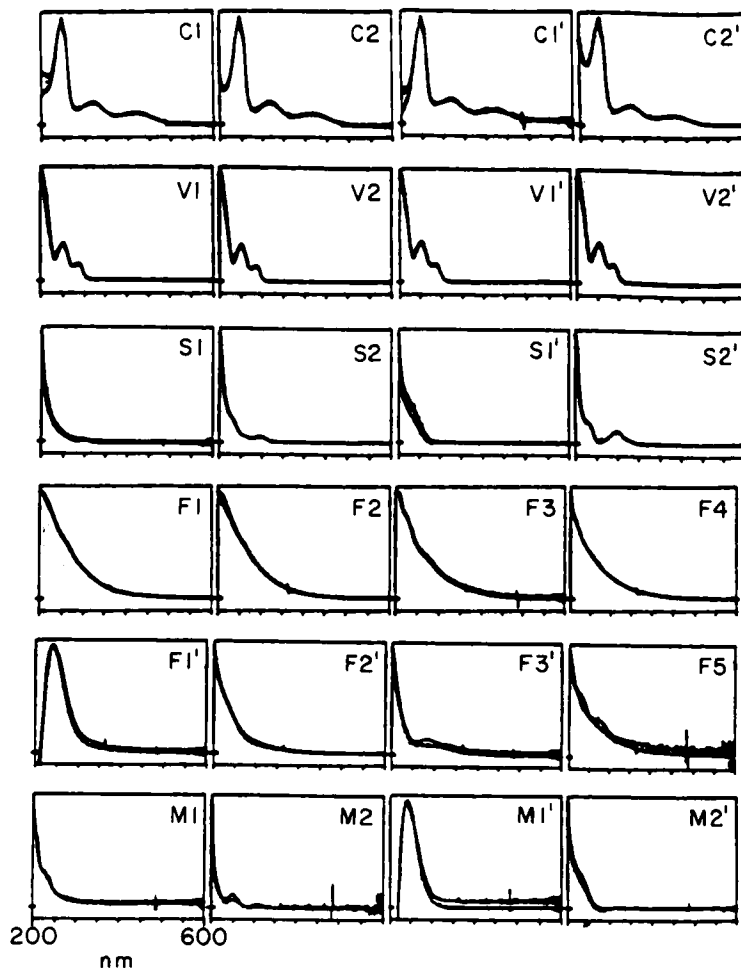 C1 C2 C1' C2'
V1 V2 V1' V2'
S1 S2 S1' S2'
F1 F2 F3 F4
F1' F2' F3' F5
M1 M2 M1' M2'
200 600
nm